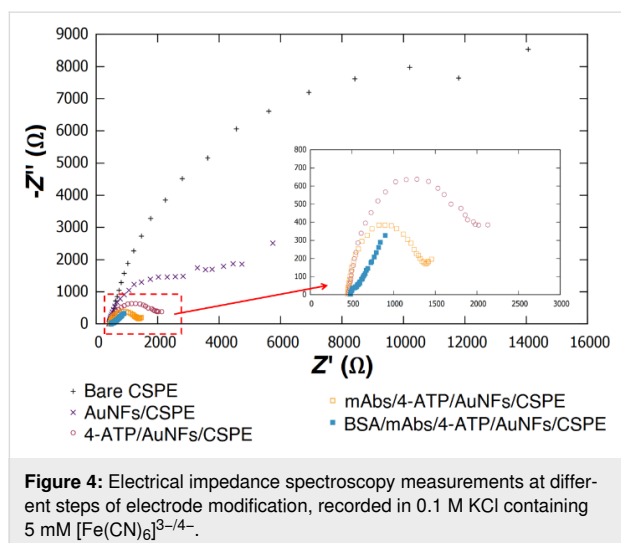 9000
8000
7000
6000
5000
4000
3000
2000
1000
0
-Z'' (Ω)
800
700
600
500
400
300
200
100
0
0 500 1000 1500 2000 2500 3000
0 2000 4000 6000 8000 10000 12000 14000 16000
Z' (Ω)
+ Bare CSPE
× AuNFs/CSPE
○ 4-ATP/AuNFs/CSPE
□ mAbs/4-ATP/AuNFs/CSPE
■ BSA/mAbs/4-ATP/AuNFs/CSPE
Figure 4: Electrical impedance spectroscopy measurements at differ-
ent steps of electrode modification, recorded in 0.1 M KCl containing
5 mM [Fe(CN)₆]³⁻/⁴⁻.